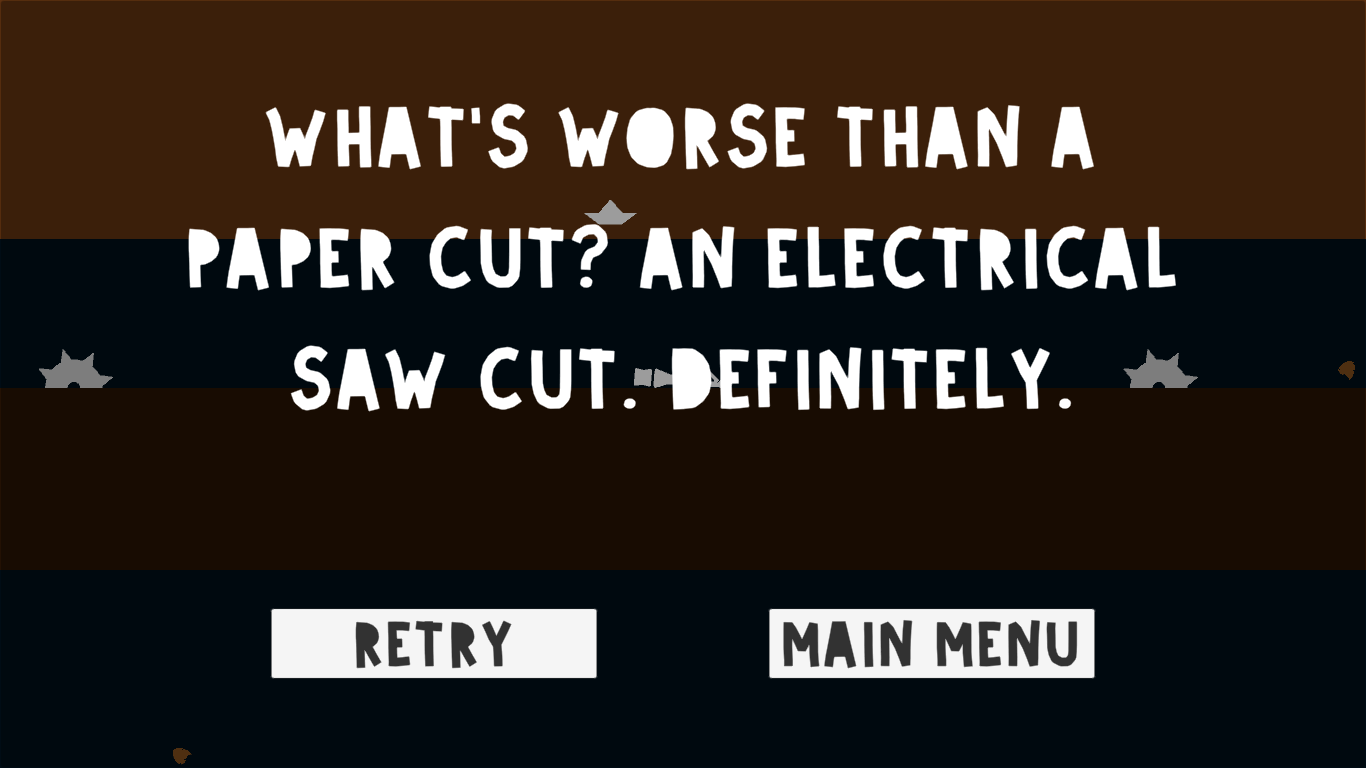 WHAT'S WORSE THAN A
PAPER CUT? AN ELECTRICAL
SAW CUT. DEFINITELY.
RETRY
MAIN MENU